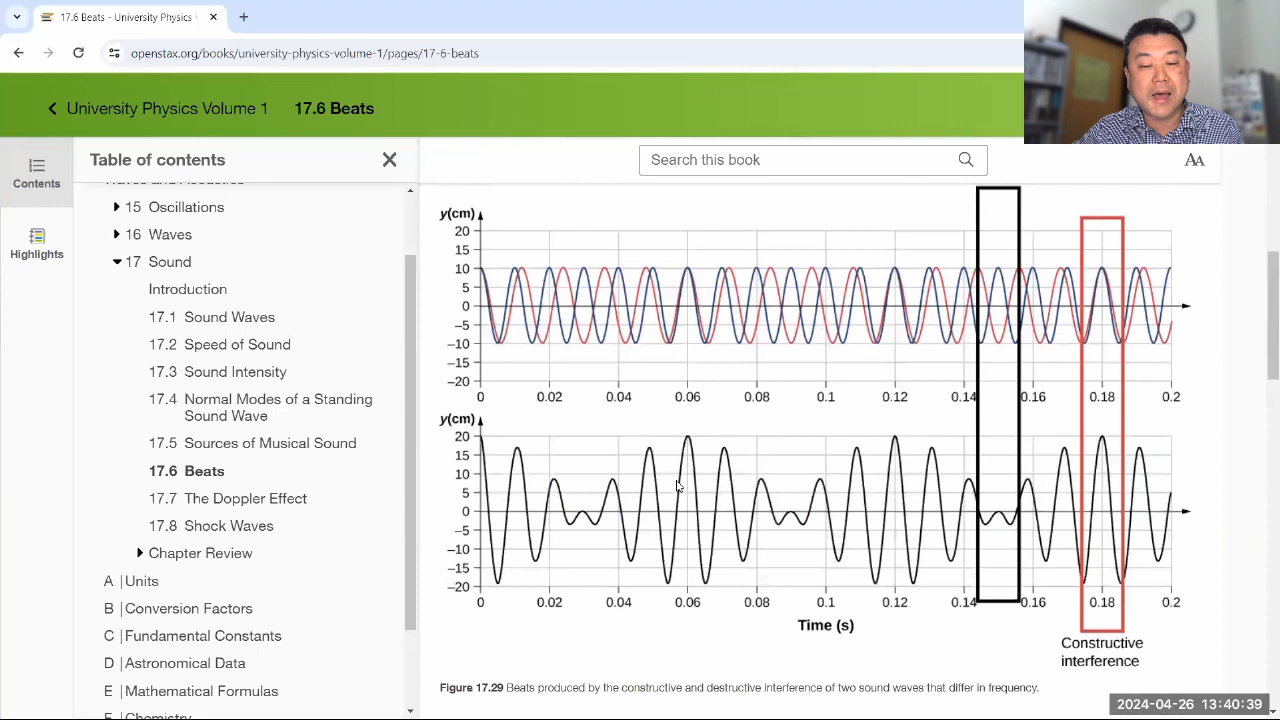 17.6 Beats - University Physics Vol
openstax.org/books/university-physics-volume-1/pages/17-6-beats
University Physics Volume 1 17.6 Beats
Contents
Highlights
Table of contents
Waves and Acoustics
15 Oscillations
16 Waves
17 Sound
Introduction
17.1 Sound Waves
17.2 Speed of Sound
17.3 Sound Intensity
17.4 Normal Modes of a Standing
Sound Wave
17.5 Sources of Musical Sound
17.6 Beats
17.7 The Doppler Effect
17.8 Shock Waves
Chapter Review
A |Units
B |Conversion Factors
C |Fundamental Constants
D |Astronomical Data
E |Mathematical Formulas
F |Chemistry
Search this book
AA
y(cm)
20
15
10
5
0
–5
–10
–15
–20
0 0.02 0.04 0.06 0.08 0.1 0.12 0.14 0.16 0.18 0.2
y(cm)
20
15
10
5
0
–5
–10
–15
–20
0 0.02 0.04 0.06 0.08 0.1 0.12 0.14 0.16 0.18 0.2
Time (s)
Constructive
interference
Figure 17.29 Beats produced by the constructive and destructive interference of two sound waves that differ in frequency.
2024-04-26 13:40:39